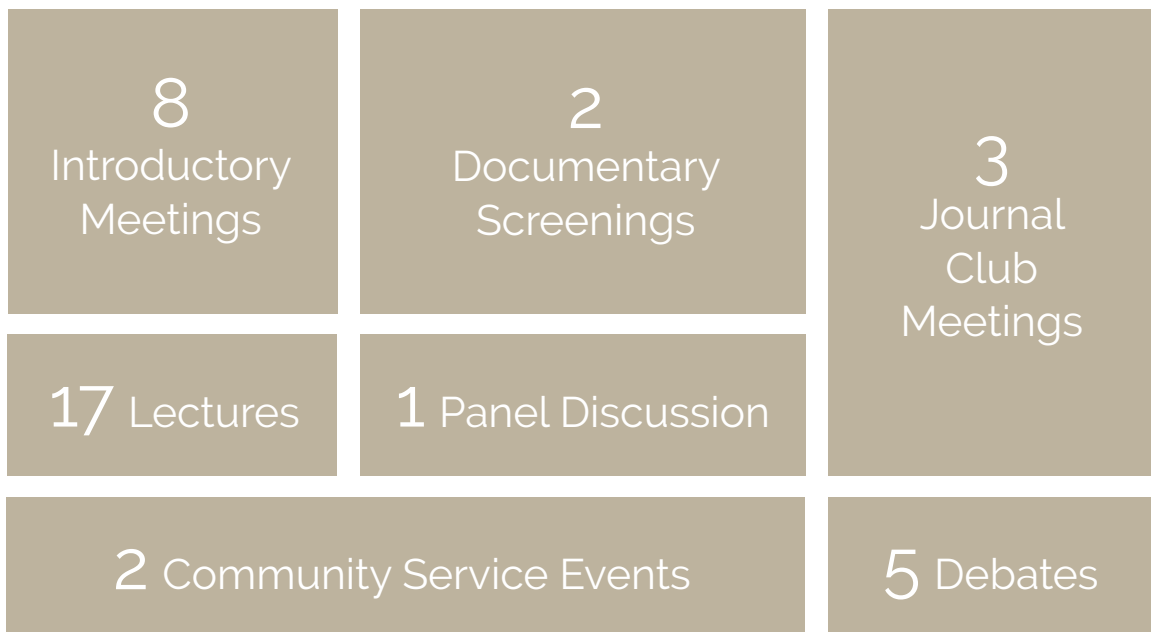 8
Introductory
Meetings
2
Documentary
Screenings
3
Journal
Club
Meetings
17 Lectures
1 Panel Discussion
2 Community Service Events
5 Debates